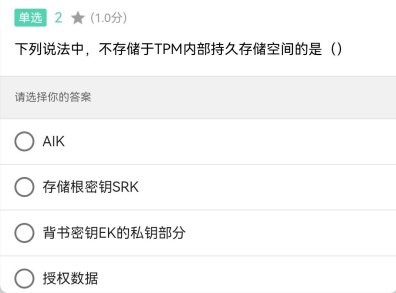 单选 2 ★ (1.0分)
下列说法中，不存储于TPM内部持久存储空间的是（）
请选择你的答案
AIK
存储根密钥SRK
背书密钥EK的私钥部分
授权数据